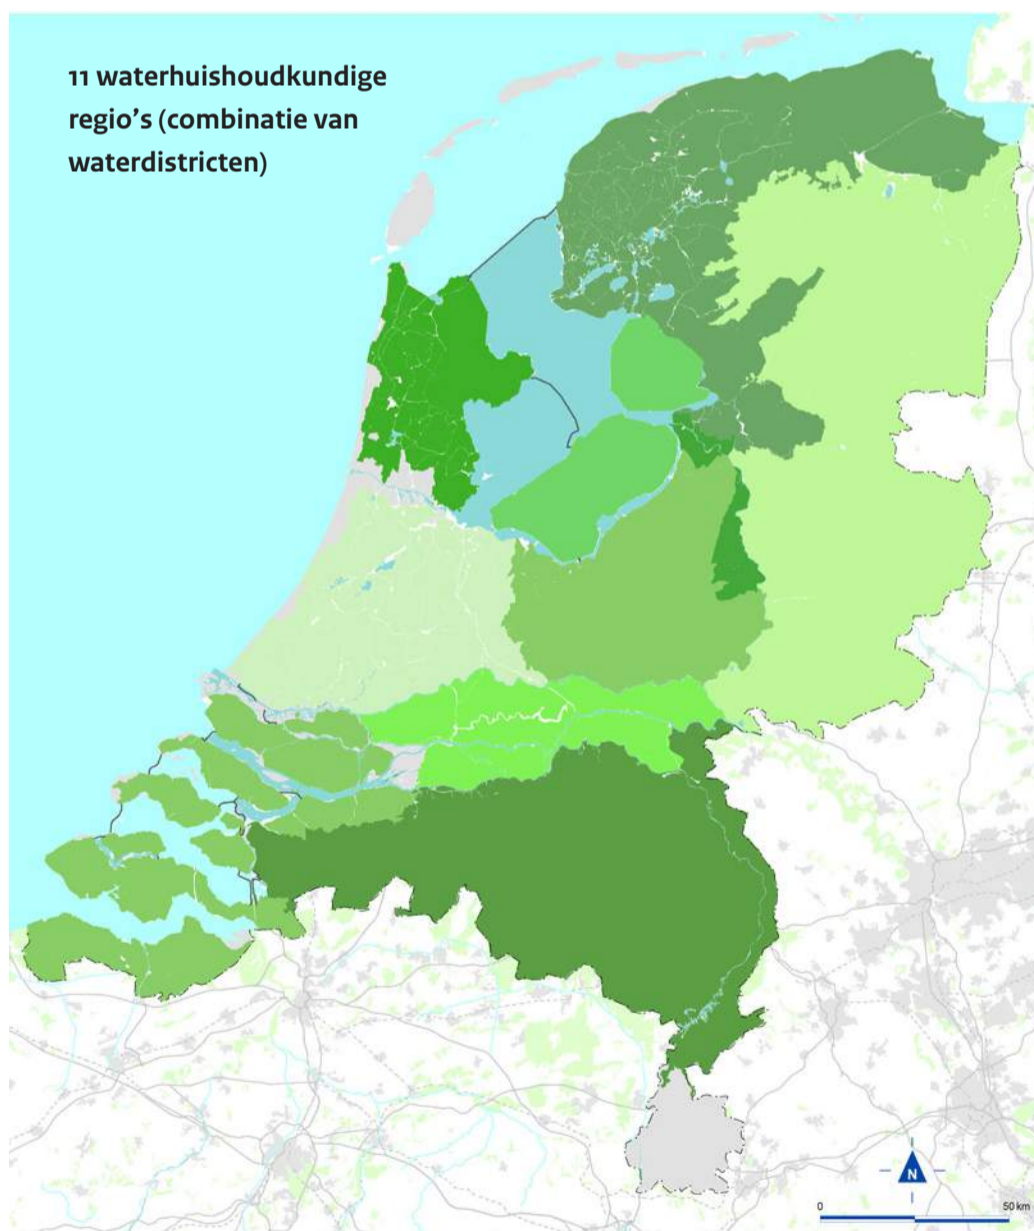 11 waterhuishoudkundige
regio’s (combinatie van
waterdistricten)
N
0 50 km